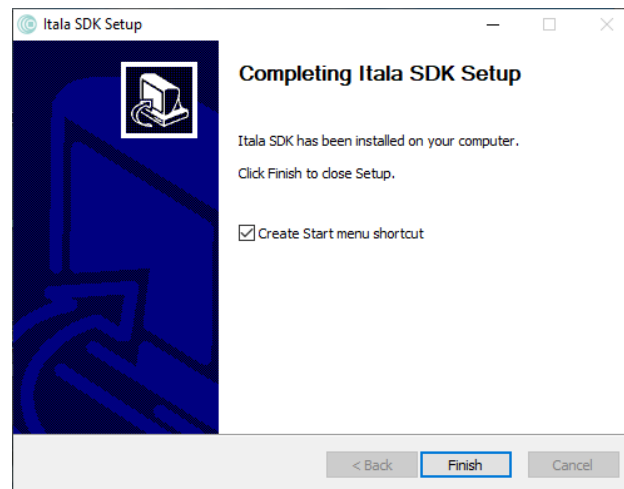 Itala SDK Setup
Completing Itala SDK Setup
Itala SDK has been installed on your computer.
Click Finish to close Setup.
Create Start menu shortcut
< Back
Finish
Cancel